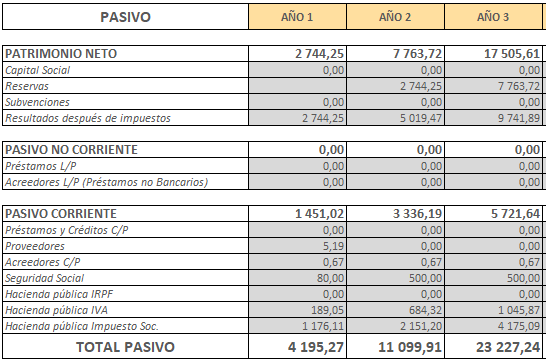 PASIVO AÑO 1 AÑO 2 AÑO 3
PATRIMONIO NETO 2 744,25 7 763,72 17 505,61
Capital Social 0,00 0,00 0,00
Reservas 2 744,25 7 763,72
Subvenciones 0,00 0,00 0,00
Resultados después de impuestos 2 744,25 5 019,47 9 741,89
PASIVO NO CORRIENTE 0,00 0,00 0,00
Préstamos L/P 0,00 0,00 0,00
Acreedores L/P (Préstamos no Bancarios) 0,00 0,00 0,00
PASIVO CORRIENTE 1 451,02 3 336,19 5 721,64
Préstamos y Créditos C/P 0,00 0,00 0,00
Proveedores 5,19 0,00 0,00
Acreedores C/P 0,67 0,67 0,67
Seguridad Social 80,00 500,00 500,00
Hacienda pública IRPF 0,00 0,00 0,00
Hacienda pública IVA 189,05 684,32 1 045,87
Hacienda pública Impuesto Soc. 1 176,11 2 151,20 4 175,09
TOTAL PASIVO 4 195,27 11 099,91 23 227,24